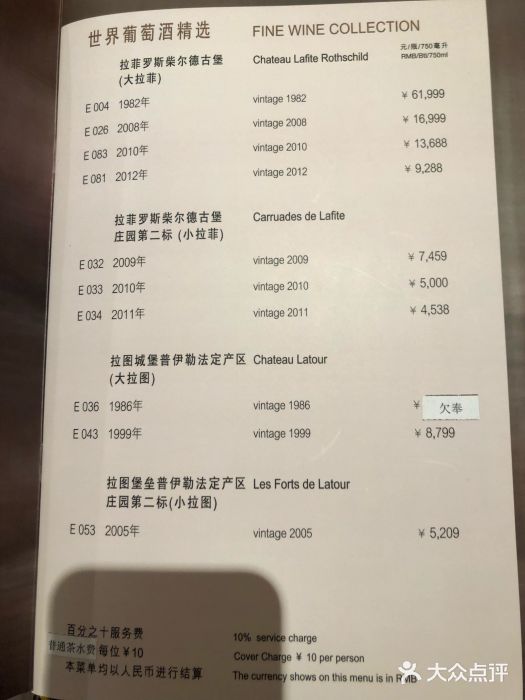 世界葡萄酒精选 FINE WINE COLLECTION
元/瓶/750毫升
RMB/Btl/750ml
拉菲罗斯柴尔德古堡 Chateau Lafite Rothschild
(大拉菲)
E 004 1982年 vintage 1982 ¥ 61,999
E 026 2008年 vintage 2008 ¥ 16,999
E 083 2010年 vintage 2010 ¥ 13,688
E 081 2012年 vintage 2012 ¥ 9,288
拉菲罗斯柴尔德古堡 Carruades de Lafite
庄园第二标 (小拉菲)
E 032 2009年 vintage 2009 ¥ 7,459
E 033 2010年 vintage 2010 ¥ 5,000
E 034 2011年 vintage 2011 ¥ 4,538
拉图城堡普伊勒法定产区 Chateau Latour
(大拉图)
E 036 1986年 vintage 1986 ¥ 欠奉
E 043 1999年 vintage 1999 ¥ 8,799
拉图堡垒普伊勒法定产区 Les Forts de Latour
庄园第二标(小拉图)
E 053 2005年 vintage 2005 ¥ 5,209
百分之十服务费 10% service charge
普通茶水费 每位 ¥10 Cover Charge ¥ 10 per person
本菜单均以人民币进行结算 The currency shows on this menu is in RMB
大众点评